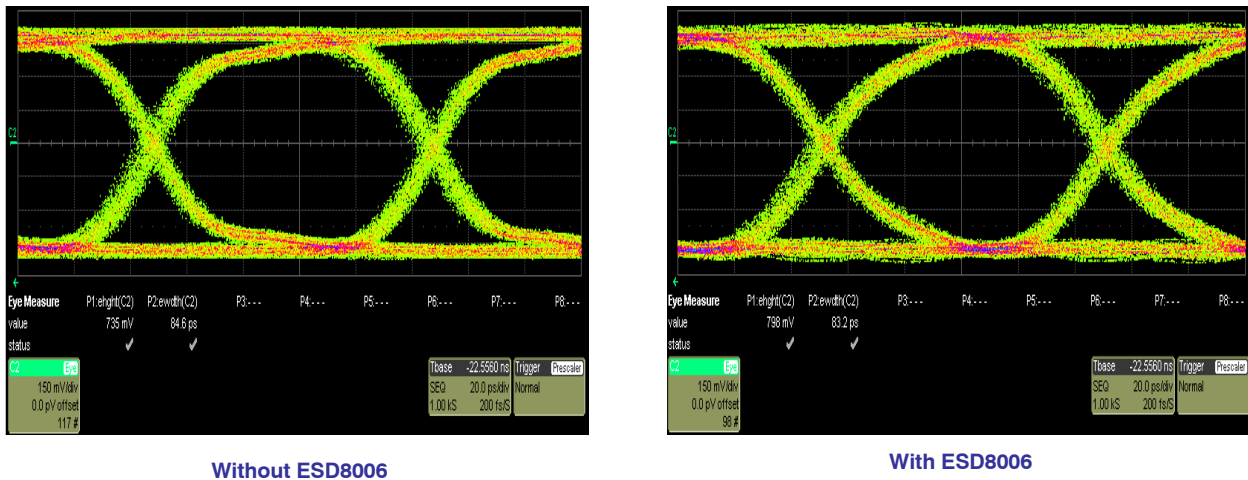 C2
Eye Measure P1:ehght(C2) P2:ewdth(C2) P3:--- P4:--- P5:--- P6:--- P7:--- P8:---
value 735 mV 84.6 ps
status ✔ ✔
C2 Eye
150 mV/div
0.0 pV offset
117 #
Tbase -22.5560 ns
SEQ 20.0 ps/div
1.00 kS 200 fs/S
Trigger Prescaler
Normal
Without ESD8006
C2
Eye Measure P1:ehght(C2) P2:ewdth(C2) P3:--- P4:--- P5:--- P6:--- P7:--- P8:---
value 798 mV 83.2 ps
status ✔ ✔
C2 Eye
150 mV/div
0.0 pV offset
98 #
Tbase -22.5560 ns
SEQ 20.0 ps/div
1.00 kS 200 fs/S
Trigger Prescaler
Normal
With ESD8006